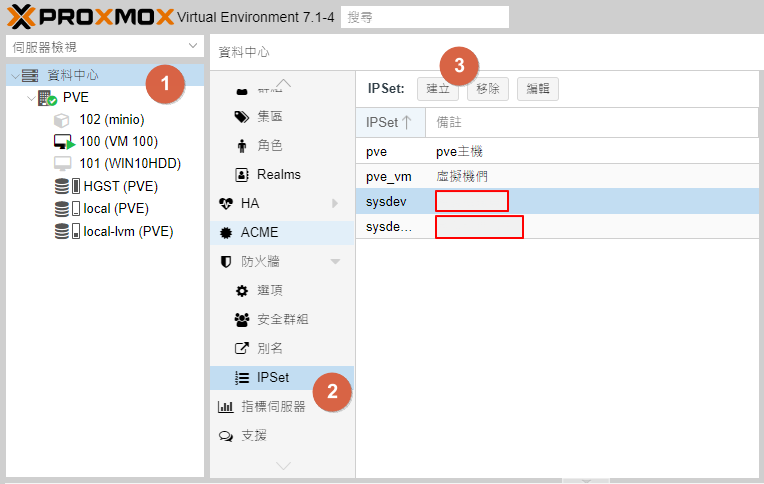 PROXMOX Virtual Environment 7.1-4 搜尋
伺服器檢視
資料中心
1
PVE
102 (minio)
100 (VM 100)
101 (WIN10HDD)
HGST (PVE)
local (PVE)
local-lvm (PVE)
資料中心
群組
集區
角色
Realms
HA
ACME
防火牆
選項
安全群組
別名
IPSet
2
指標伺服器
支援
3
IPSet: 建立 移除 編輯
IPSet 備註
pve pve主機
pve_vm 虛擬機們
sysdev
sysde...